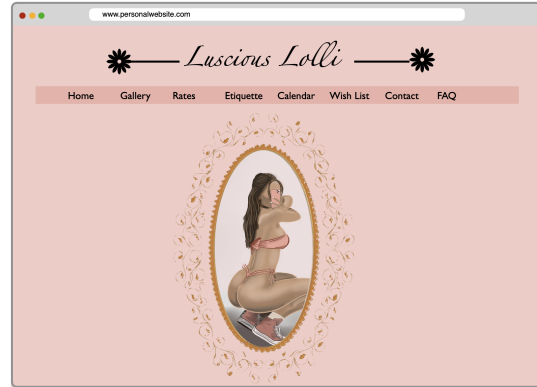 www.personalwebsite.com
Luscious Lolli
Home Gallery Rates Etiquette Calendar Wish List Contact FAQ